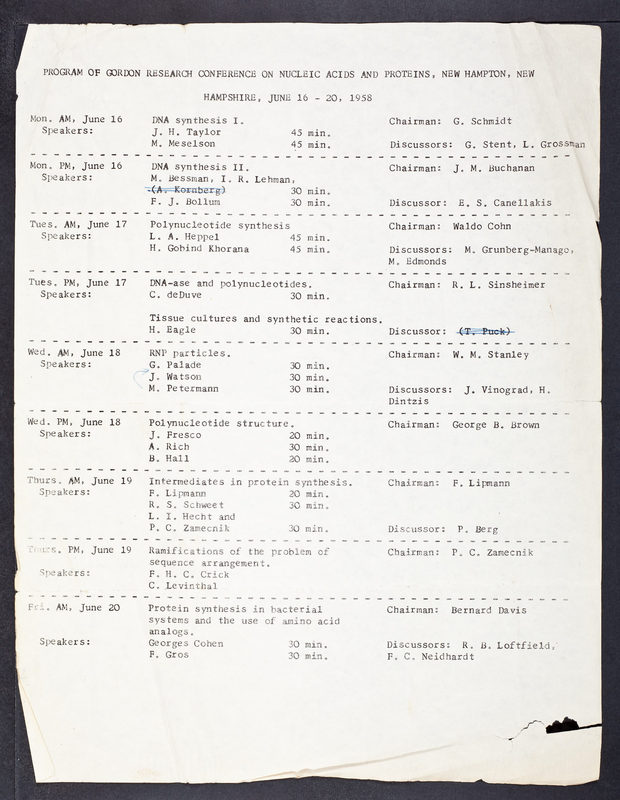 PROGRAM OF GORDON RESEARCH CONFERENCE ON NUCLEIC ACIDS AND PROTEINS, NEW HAMPTON, NEW
HAMPSHIRE, JUNE 16 - 20, 1958
Mon. AM, June 16 DNA synthesis I. Chairman: G. Schmidt
Speakers: J. H. Taylor 45 min.
M. Meselson 45 min. Discussors: G. Stent, L. Grossman
Mon. PM, June 16 DNA synthesis II. Chairman: J. M. Buchanan
Speakers: M. Bessman, I. R. Lehman,
(A. Kornberg) 30 min.
F. J. Bollum 30 min. Discussor: E. S. Canellakis
Tues. AM, June 17 Polynucleotide synthesis Chairman: Waldo Cohn
Speakers: L. A. Heppel 45 min.
H. Gobind Khorana 45 min. Discussors: M. Grunberg-Manago,
M. Edmonds
Tues. PM, June 17 DNA-ase and polynucleotides. Chairman: R. L. Sinsheimer
Speakers: C. deDuve 30 min.
Tissue cultures and synthetic reactions.
H. Eagle 30 min. Discussor: (T. Puck)
Wed. AM, June 18 RNP particles. Chairman: W. M. Stanley
Speakers: G. Palade 30 min.
J. Watson 30 min.
M. Petermann 30 min. Discussors: J. Vinograd, H.
Dintzis
Wed. PM, June 18 Polynucleotide structure. Chairman: George B. Brown
Speakers: J. Fresco 20 min.
A. Rich 30 min.
B. Hall 20 min.
Thurs. AM, June 19 Intermediates in protein synthesis. Chairman: F. Lipmann
Speakers: F. Lipmann 20 min.
R. S. Schweet 30 min.
L. I. Hecht and
P. C. Zamecnik 30 min. Discussor: P. Berg
Thurs. PM, June 19 Ramifications of the problem of Chairman: P. C. Zamecnik
sequence arrangement.
Speakers: F. H. C. Crick
C. Levinthal
Fri. AM, June 20 Protein synthesis in bacterial Chairman: Bernard Davis
systems and the use of amino acid
analogs.
Speakers: Georges Cohen 30 min. Discussors: R. B. Loftfield,
F. Gros 30 min. F. C. Neidhardt